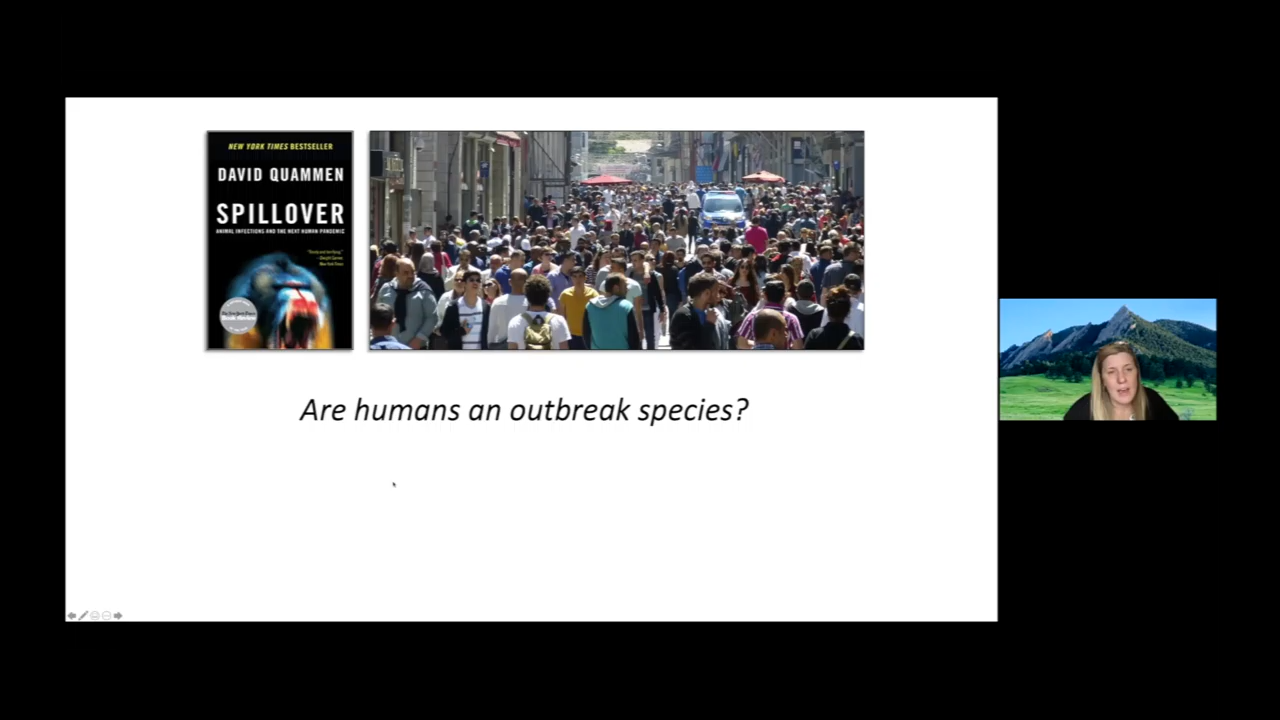 NEW YORK TIMES BESTSELLER
DAVID QUAMMEN
SPILLOVER
ANIMAL INFECTIONS AND THE NEXT HUMAN PANDEMIC
Are humans an outbreak species?